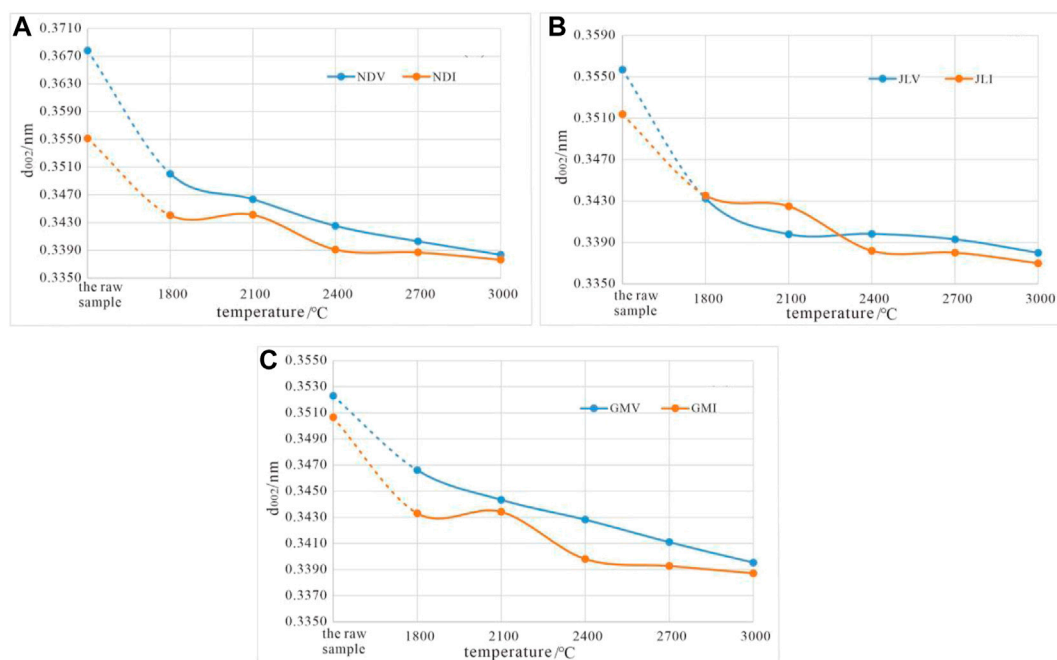 A
0.3710
0.3670
0.3630
0.3590
0.3550
0.3510
0.3470
0.3430
0.3390
0.3350
d002/nm
NDV NDI
the raw sample 1800 2100 2400 2700 3000
temperature/°C
B
0.3590
0.3550
0.3510
0.3470
0.3430
0.3390
0.3350
d002/nm
JLV JLI
the raw sample 1800 2100 2400 2700 3000
temperature/°C
C
0.3550
0.3530
0.3510
0.3490
0.3470
0.3450
0.3430
0.3410
0.3390
0.3370
0.3350
d002/nm
GMV GMI
the raw sample 1800 2100 2400 2700 3000
temperature/°C